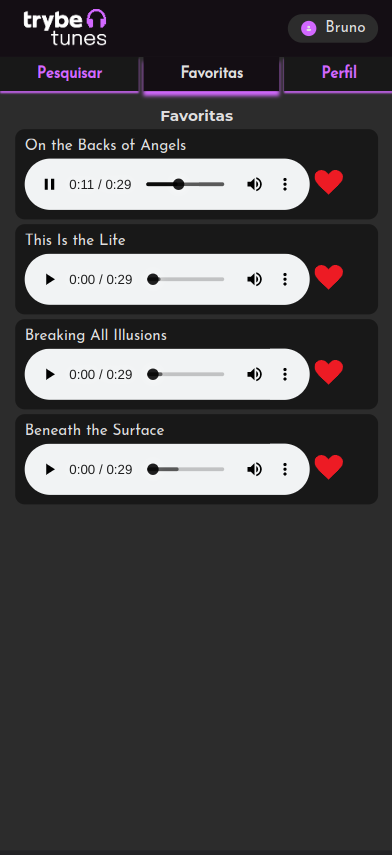 trybe
tunes
Bruno
Pesquisar
Favoritas
Perfil
Favoritas
On the Backs of Angels
0:11 / 0:29
This Is the Life
0:00 / 0:29
Breaking All Illusions
0:00 / 0:29
Beneath the Surface
0:00 / 0:29